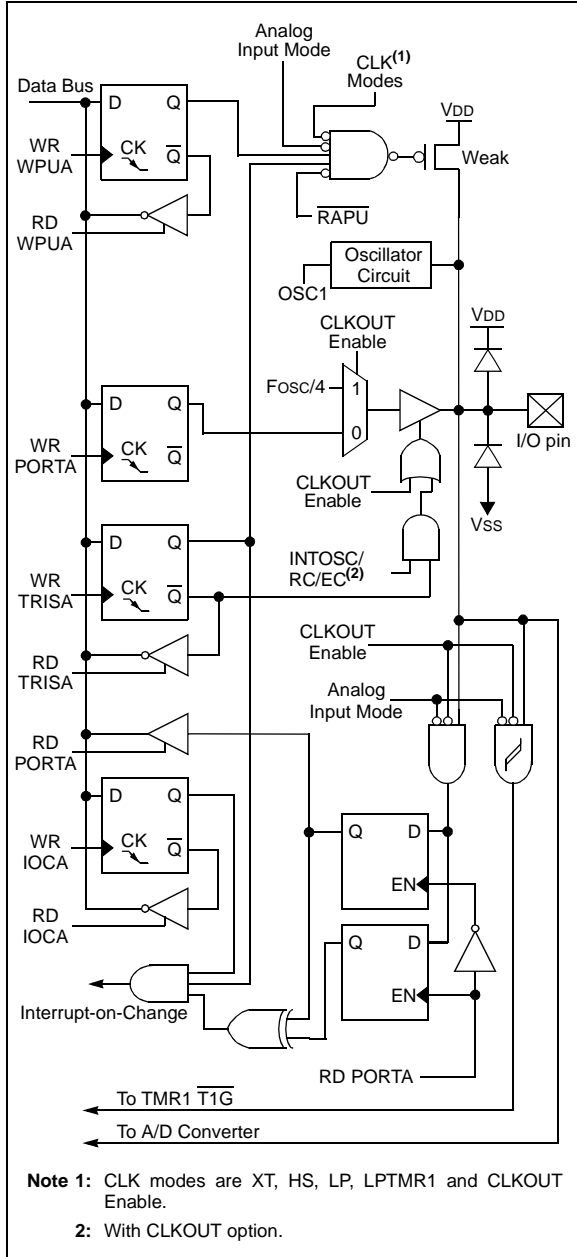 Analog
Input Mode
CLK(1)
Modes
Data Bus
D Q
VDD
WR
WPUA
CK Q
Weak
RD
WPUA
RAPU
Oscillator
Circuit
OSC1
CLKOUT
Enable
VDD
FOSC/4
1
D Q
0
I/O pin
WR
PORTA
CK Q
CLKOUT
Enable
VSS
D Q
INTOSC/
RC/EC(2)
WR
TRISA
CK Q
CLKOUT
Enable
RD
TRISA
Analog
Input Mode
RD
PORTA
D Q
Q D
WR
IOCA
CK Q
EN
RD
IOCA
Q D
Interrupt-on-Change
EN
RD PORTA
To TMR1 T1G
To A/D Converter
Note 1: CLK modes are XT, HS, LP, LPTMR1 and CLKOUT
Enable.
2: With CLKOUT option.